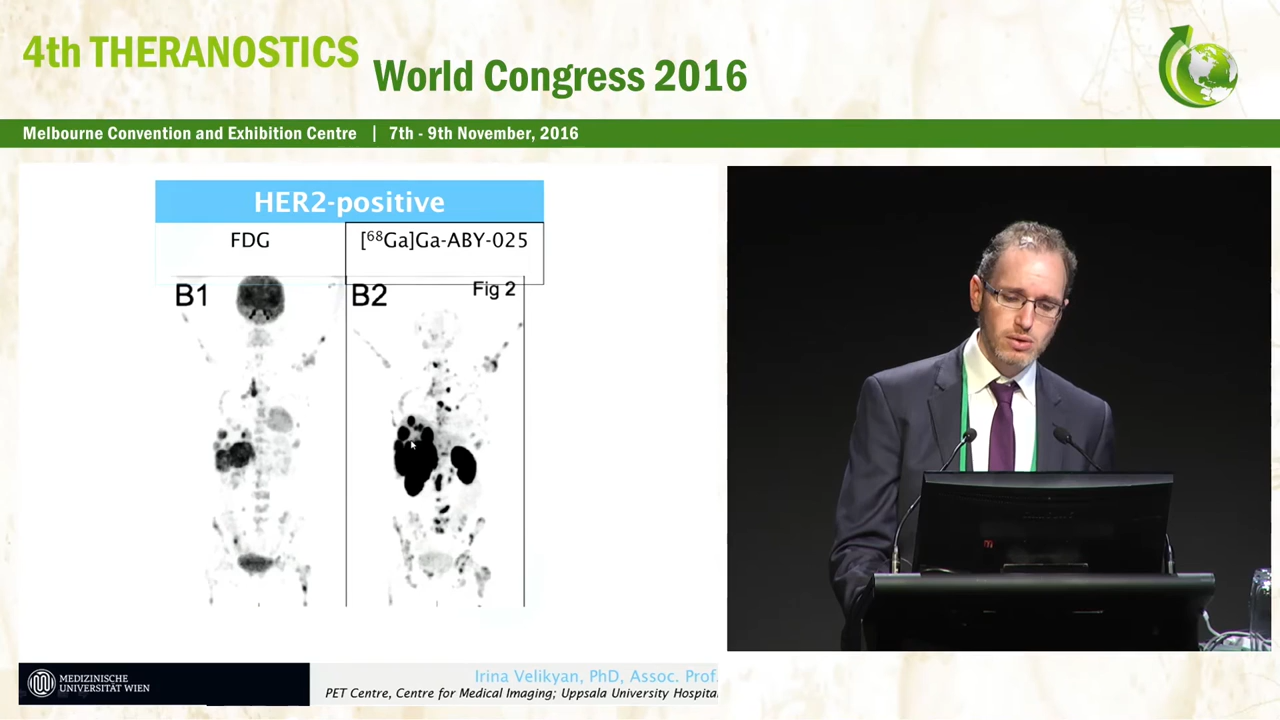 4th THERANOSTICS
World Congress 2016
Melbourne Convention and Exhibition Centre | 7th - 9th November, 2016
HER2-positive
FDG
[⁶⁸Ga]Ga-ABY-025
B1
B2
Fig 2
MEDIZINISCHE
UNIVERSITÄT WIEN
Irina Velikyan, PhD, Assoc. Prof.
PET Centre, Centre for Medical Imaging; Uppsala University Hospita